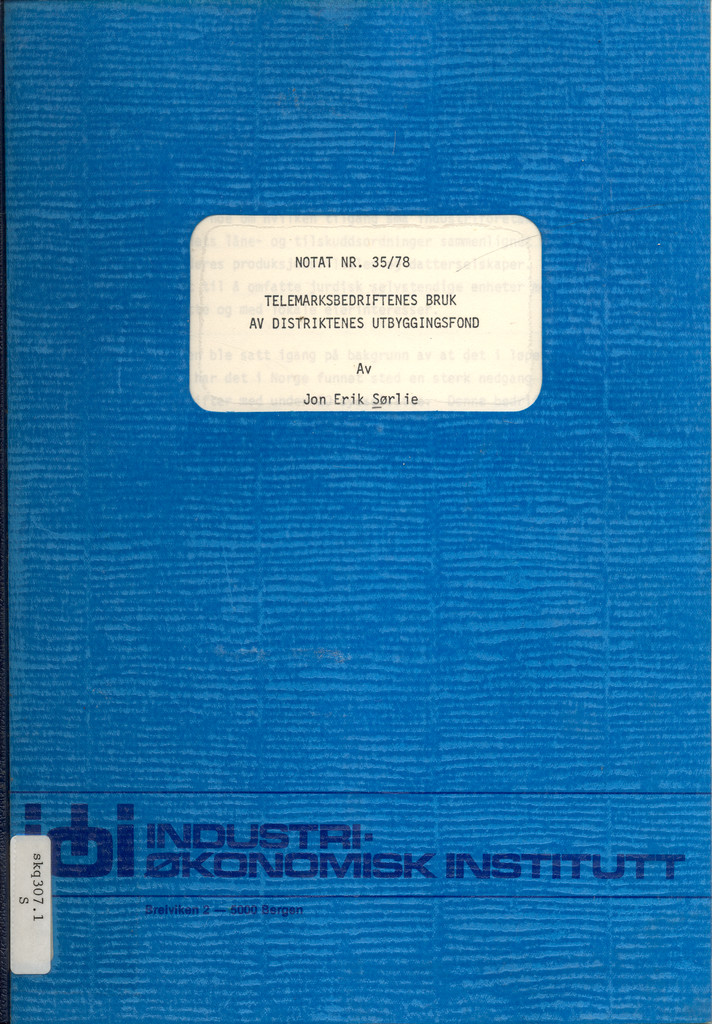 NOTAT NR. 35/78
TELEMARKSBEDRIFTENES BRUK
AV DISTRIKTENES UTBYGGINGSFOND
Av
Jon Erik Sørlie
INDUSTRI-
ØKONOMISK INSTITUTT
Breiviken 2 — 5000 Bergen
skq307.1
S